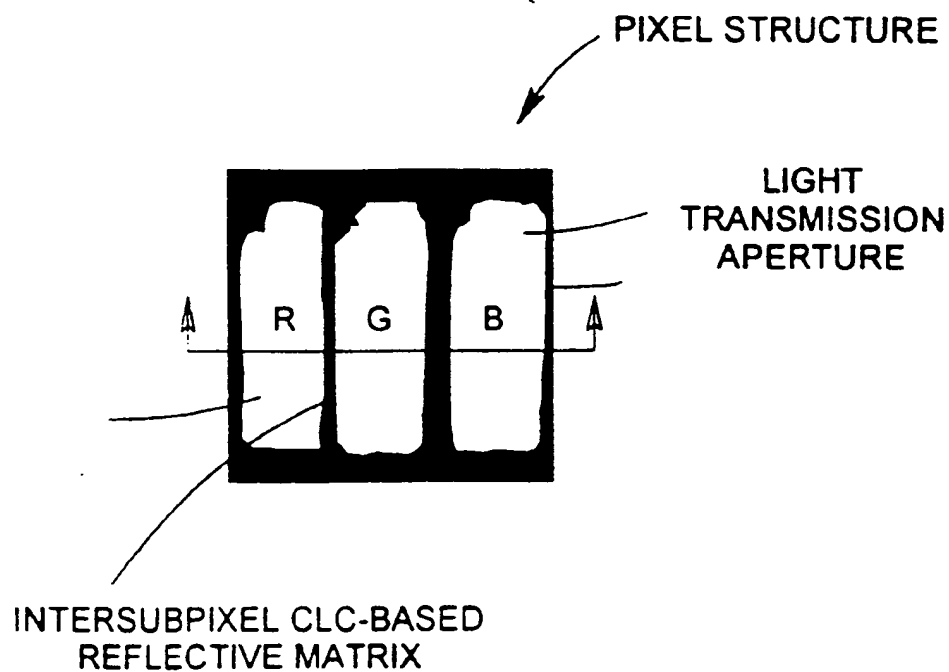 PIXEL STRUCTURE
LIGHT
TRANSMISSION
APERTURE
R G B
INTERSUBPIXEL CLC-BASED
REFLECTIVE MATRIX